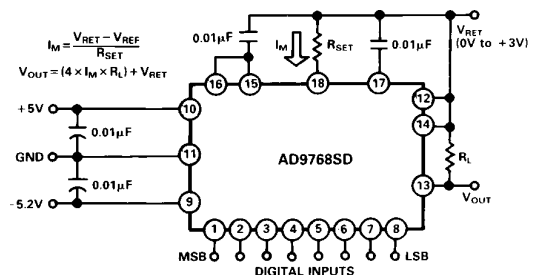 I_M = (V_RET − V_REF) / R_SET
V_OUT = (4 × I_M × R_L) + V_RET
0.01µF
I_M
R_SET
0.01µF
V_RET
(0V to +3V)
16
15
18
17
+5V
10
12
14
0.01µF
GND
11
AD9768SD
R_L
0.01µF
13
V_OUT
-5.2V
9
1 2 3 4 5 6 7 8
MSB
LSB
DIGITAL INPUTS